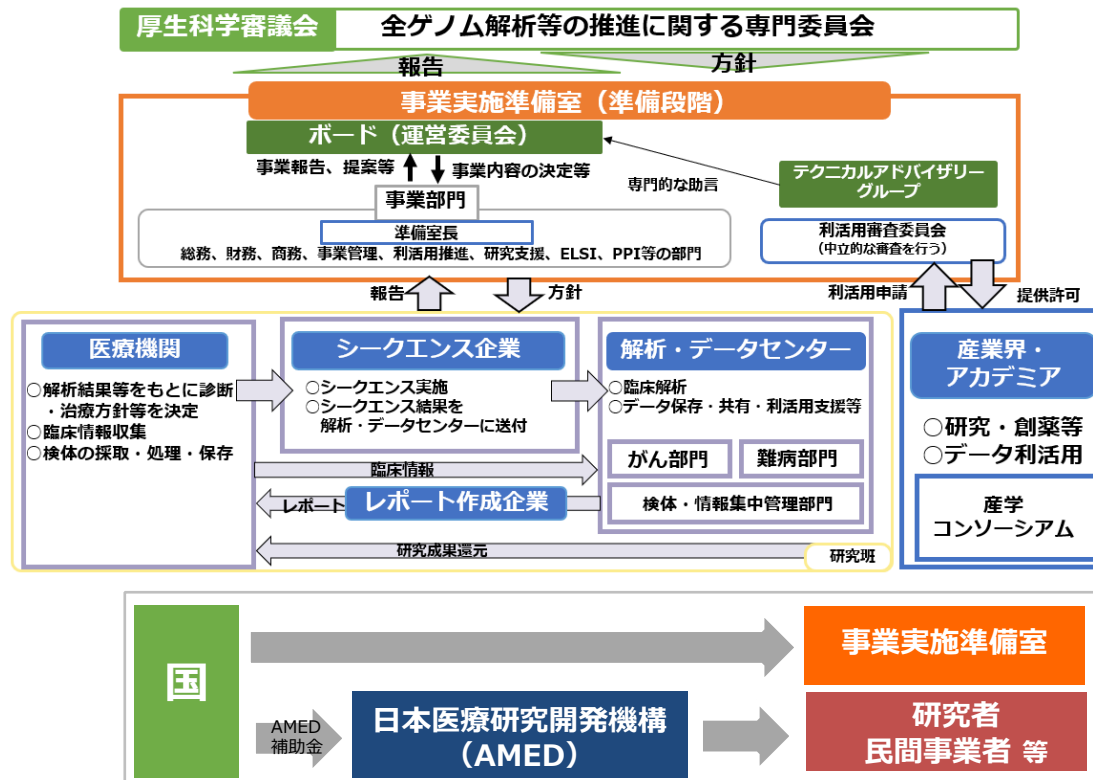 厚生科学審議会 全ゲノム解析等の推進に関する専門委員会
報告
方針
事業実施準備室（準備段階）
ボード（運営委員会）
事業報告、提案等
事業内容の決定等
専門的な助言
テクニカルアドバイザリー
グループ
事業部門
準備室長
総務、財務、商務、事業管理、利活用推進、研究支援、ELSI、PPI等の部門
利活用審査委員会
（中立的な審査を行う）
報告
方針
利活用申請
提供許可
医療機関
○解析結果等をもとに診断
・治療方針等を決定
○臨床情報収集
○検体の採取・処理・保存
シークエンス企業
○シークエンス実施
○シークエンス結果を
解析・データセンターに送付
解析・データセンター
○臨床解析
○データ保存・共有・利活用支援等
がん部門
難病部門
検体・情報集中管理部門
臨床情報
レポート
レポート作成企業
研究成果還元
研究班
産業界・
アカデミア
○研究・創薬等
○データ利活用
産学
コンソーシアム
国
事業実施準備室
AMED
補助金
日本医療研究開発機構
（AMED）
研究者
民間事業者 等